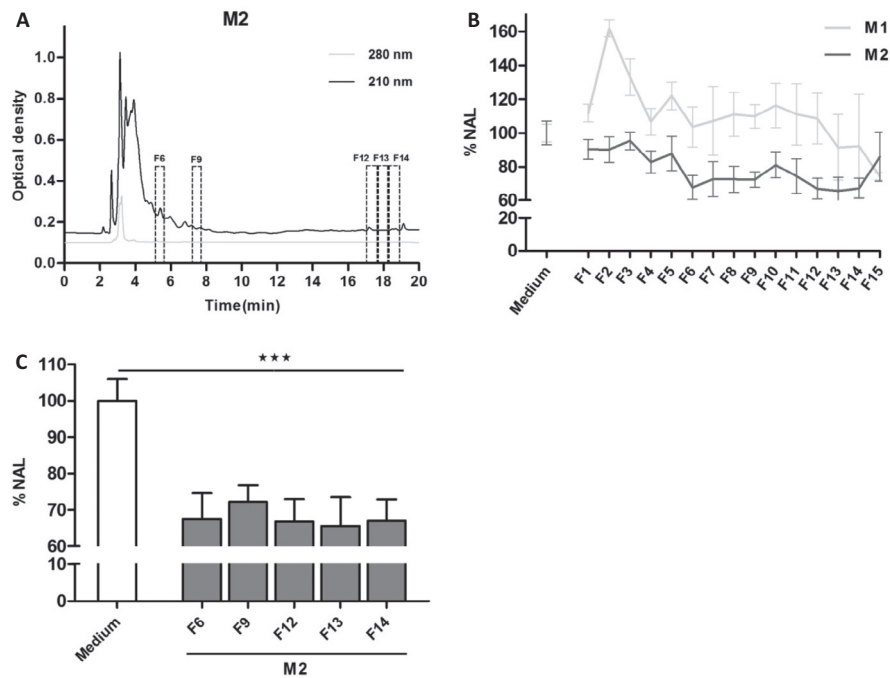 A
M2
280 nm
210 nm
Optical density
1.0
0.8
0.6
0.4
0.2
0.0
F6
F9
F12
F13
F14
0 2 4 6 8 10 12 14 16 18 20
Time(min)
B
M1
M2
% NAL
160
140
120
100
80
60
20
0
Medium
F1
F2
F3
F4
F5
F6
F7
F8
F9
F10
F11
F12
F13
F14
F15
C
★★★
% NAL
110
100
90
80
70
60
10
0
Medium
F6
F9
F12
F13
F14
M2